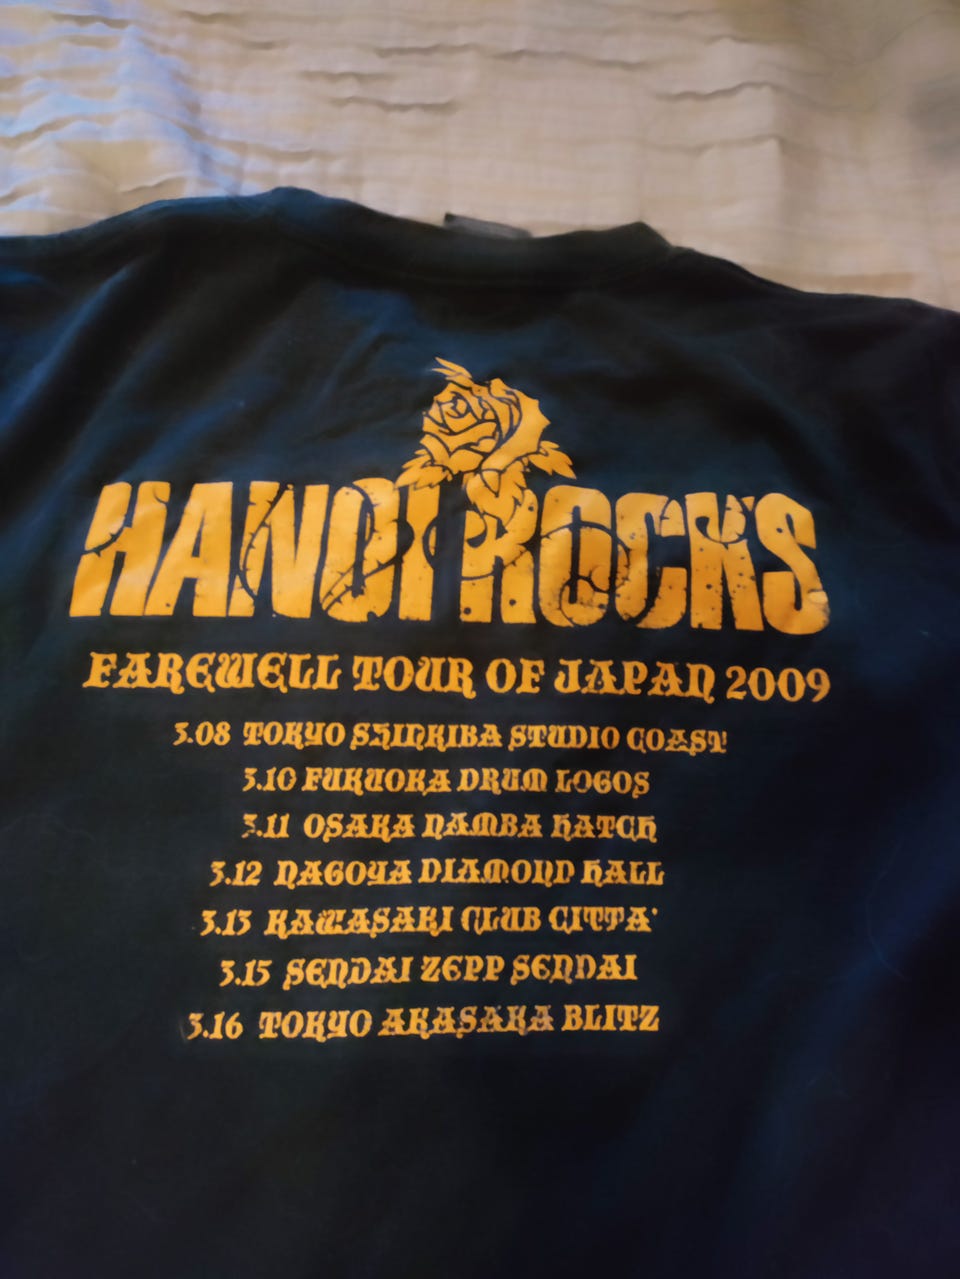 HANOI ROCKS
FAREWELL TOUR OF JAPAN 2009
3.08 TOKYO SHINKIBA STUDIO COAST
3.10 FUKUOKA DRUM LOGOS
3.11 OSAKA NAMBA HATCH
3.12 NAGOYA DIAMOND HALL
3.13 KAWASAKI CLUB CITTA'
3.15 SENDAI ZEPP SENDAI
3.16 TOKYO AKASAKA BLITZ